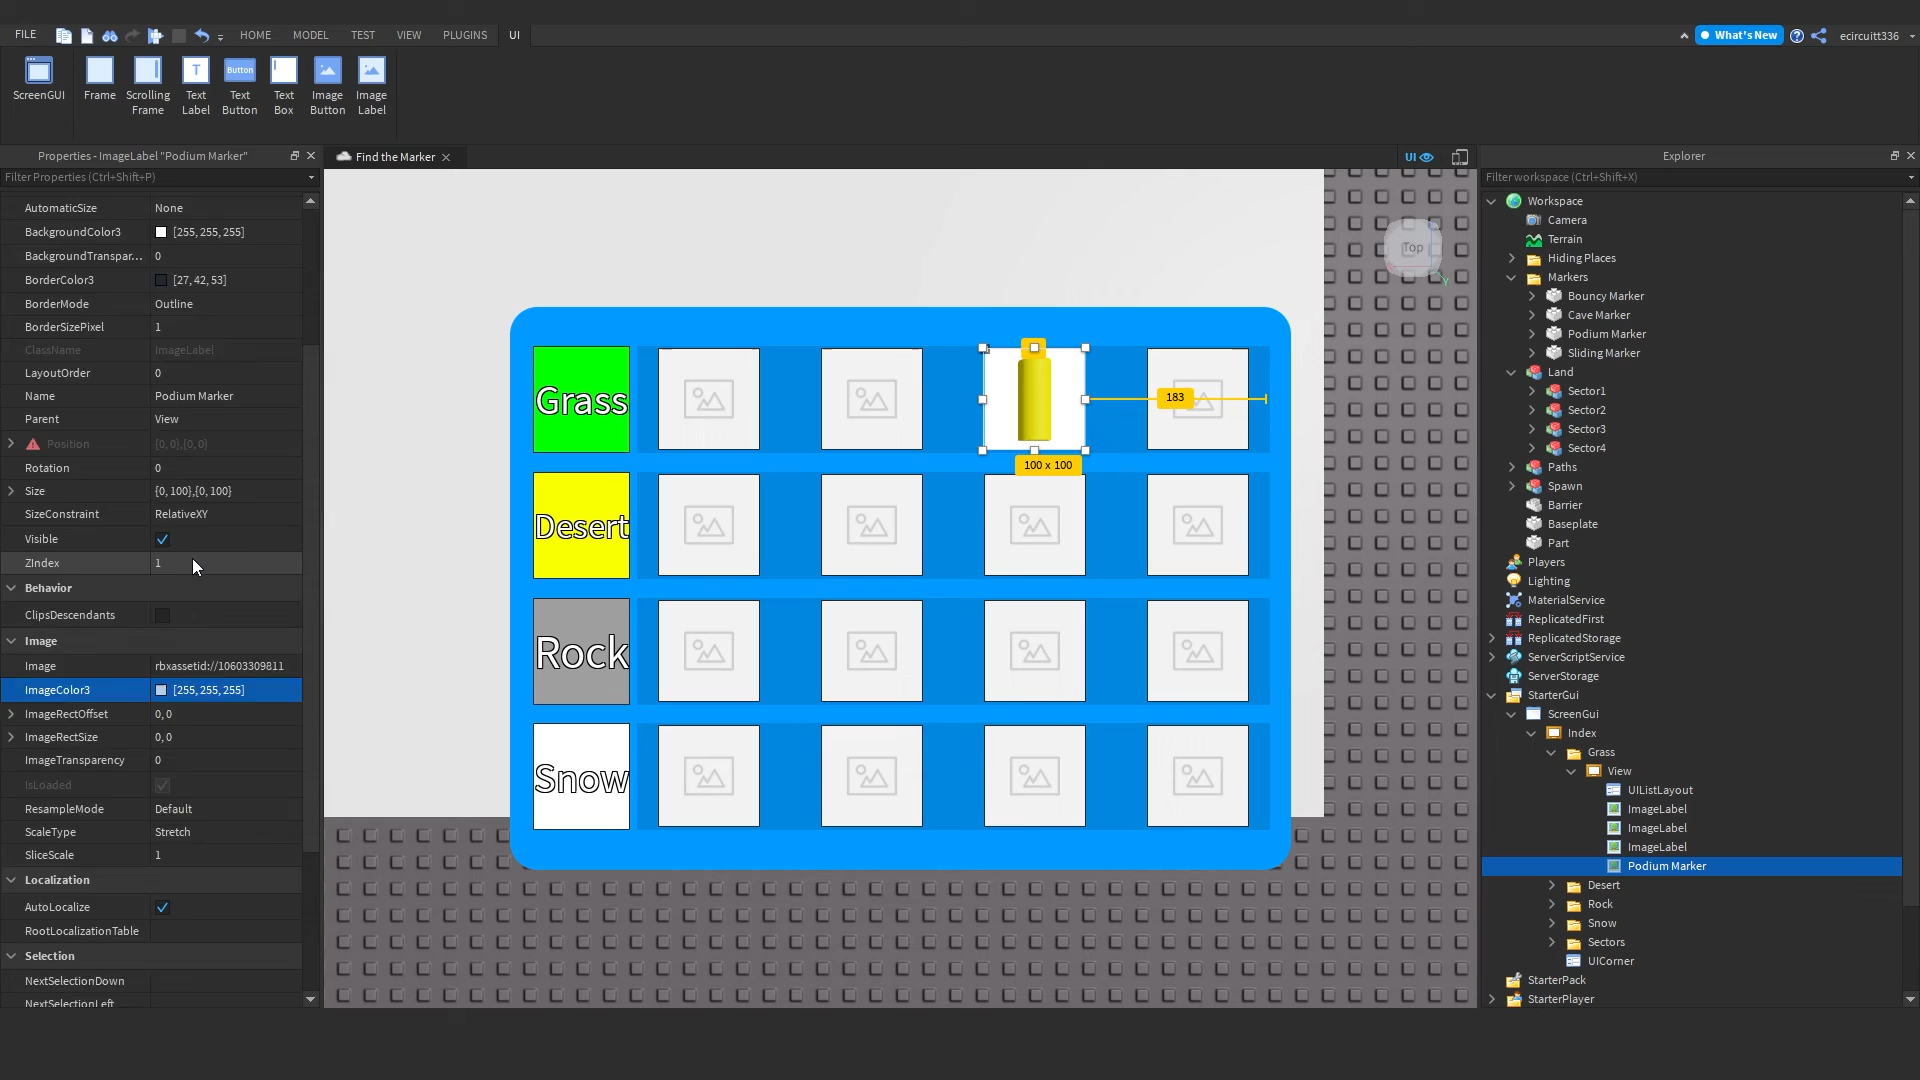 FILE HOME MODEL TEST VIEW PLUGINS UI What's New ecircuitt336
ScreenGUI
Frame
Scrolling
Frame
Text
Label
Button
Text
Button
Text
Box
Image
Button
Image
Label
Properties - ImageLabel "Podium Marker"
Filter Properties (Ctrl+Shift+P)
AutomaticSize None
BackgroundColor3 [255, 255, 255]
BackgroundTranspar... 0
BorderColor3 [27, 42, 53]
BorderMode Outline
BorderSizePixel 1
ClassName ImageLabel
LayoutOrder 0
Name Podium Marker
Parent View
Position {0, 0},{0, 0}
Rotation 0
Size {0, 100},{0, 100}
SizeConstraint RelativeXY
Visible
ZIndex 1
Behavior
ClipsDescendants
Image
Image rbxassetid://10603309811
ImageColor3 [255, 255, 255]
ImageRectOffset 0, 0
ImageRectSize 0, 0
ImageTransparency 0
IsLoaded
ResampleMode Default
ScaleType Stretch
SliceScale 1
Localization
AutoLocalize
RootLocalizationTable
Selection
NextSelectionDown
NextSelectionLeft
Find the Marker
UI
Top
Y
Grass
183
100 x 100
Desert
Rock
Snow
Explorer
Filter workspace (Ctrl+Shift+X)
Workspace
Camera
Terrain
Hiding Places
Markers
Bouncy Marker
Cave Marker
Podium Marker
Sliding Marker
Land
Sector1
Sector2
Sector3
Sector4
Paths
Spawn
Barrier
Baseplate
Part
Players
Lighting
MaterialService
ReplicatedFirst
ReplicatedStorage
ServerScriptService
ServerStorage
StarterGui
ScreenGui
Index
Grass
View
UIListLayout
ImageLabel
ImageLabel
ImageLabel
Podium Marker
Desert
Rock
Snow
Sectors
UICorner
StarterPack
StarterPlayer